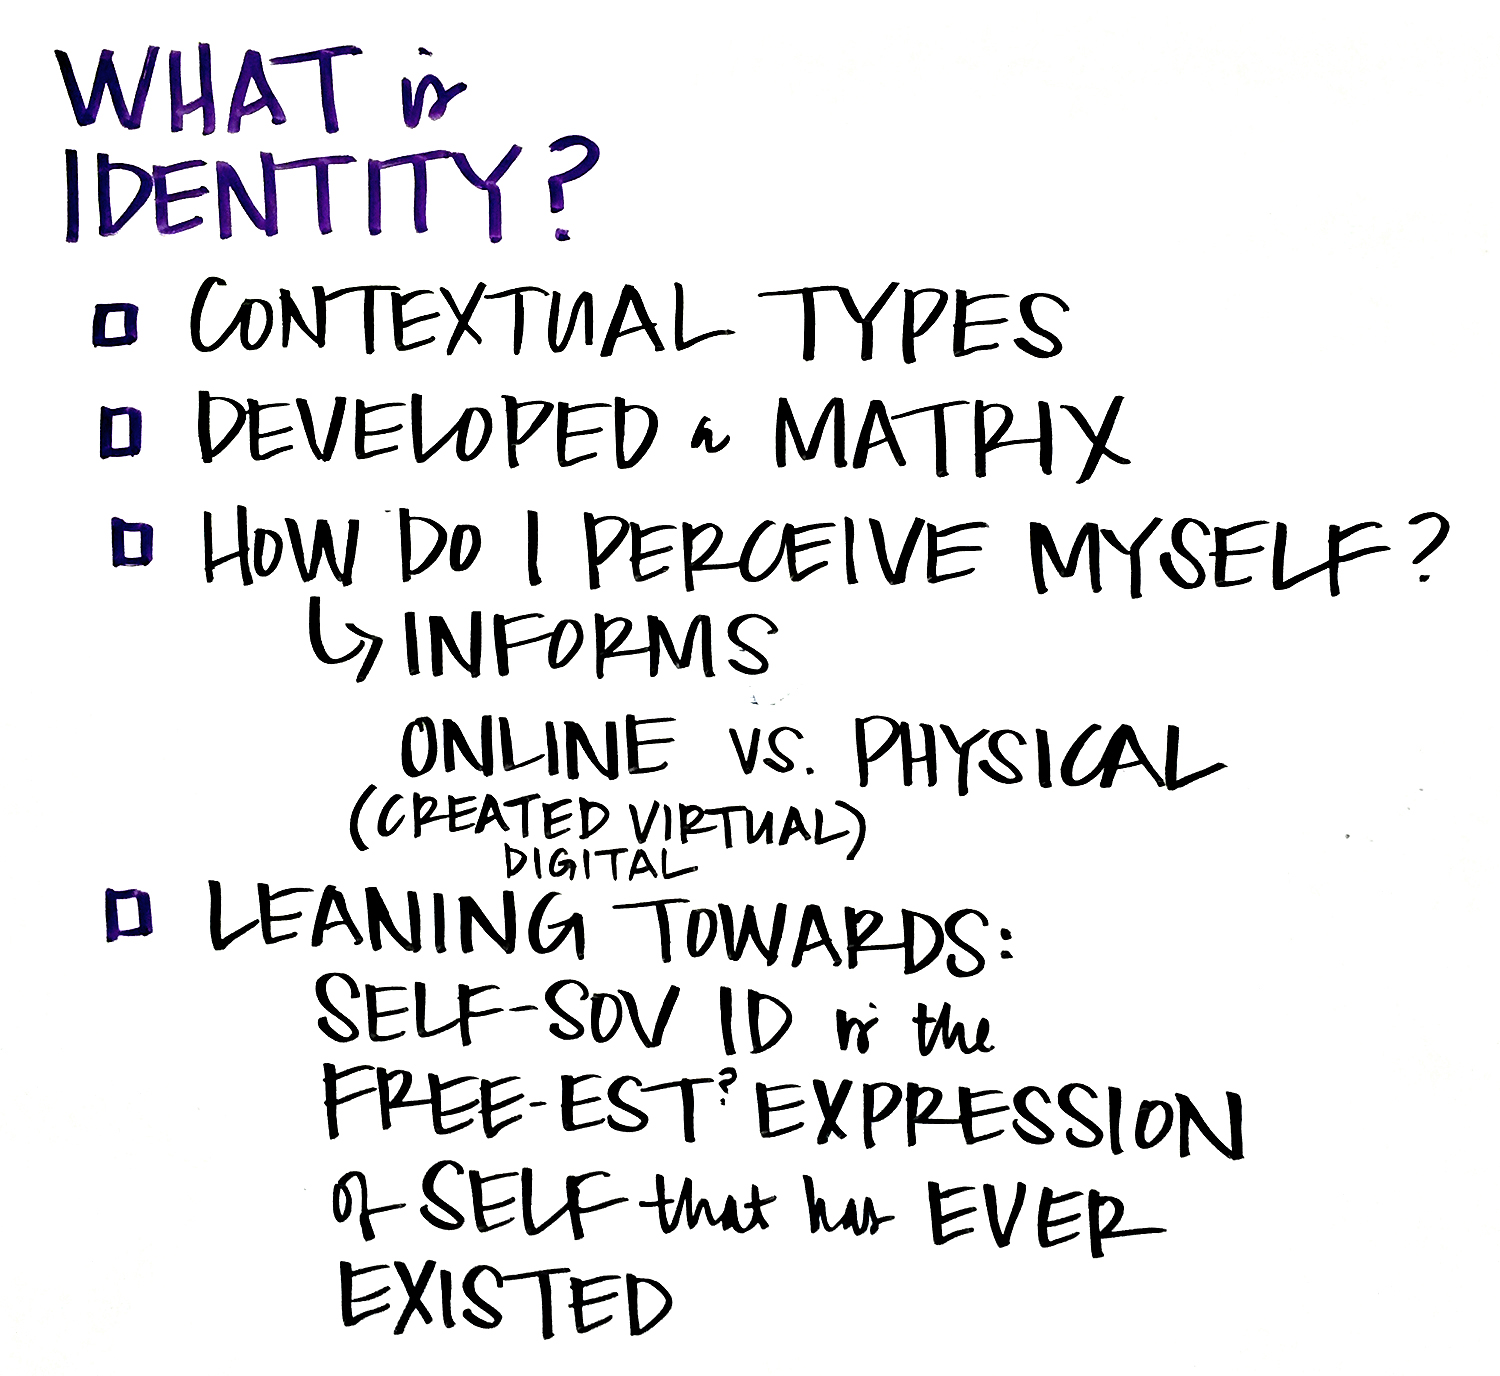 WHAT is
IDENTITY?
CONTEXTUAL TYPES
DEVELOPED a MATRIX
HOW DO I PERCEIVE MYSELF?
↳ INFORMS
ONLINE VS. PHYSICAL
(CREATED VIRTUAL)
DIGITAL
LEANING TOWARDS:
SELF-SOV ID is the
FREE-EST? EXPRESSION
of SELF that has EVER
EXISTED